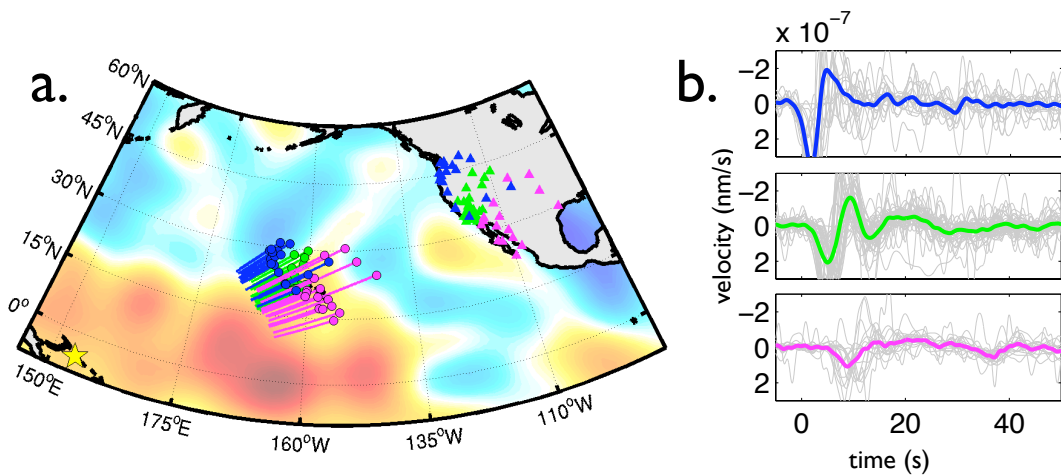 a.
60°N
45°N
30°N
15°N
0°
150°E
175°E
160°W
135°W
110°W
b.
x 10⁻⁷
−2
0
2
−2
0
2
−2
0
2
velocity (nm/s)
0
20
40
time (s)